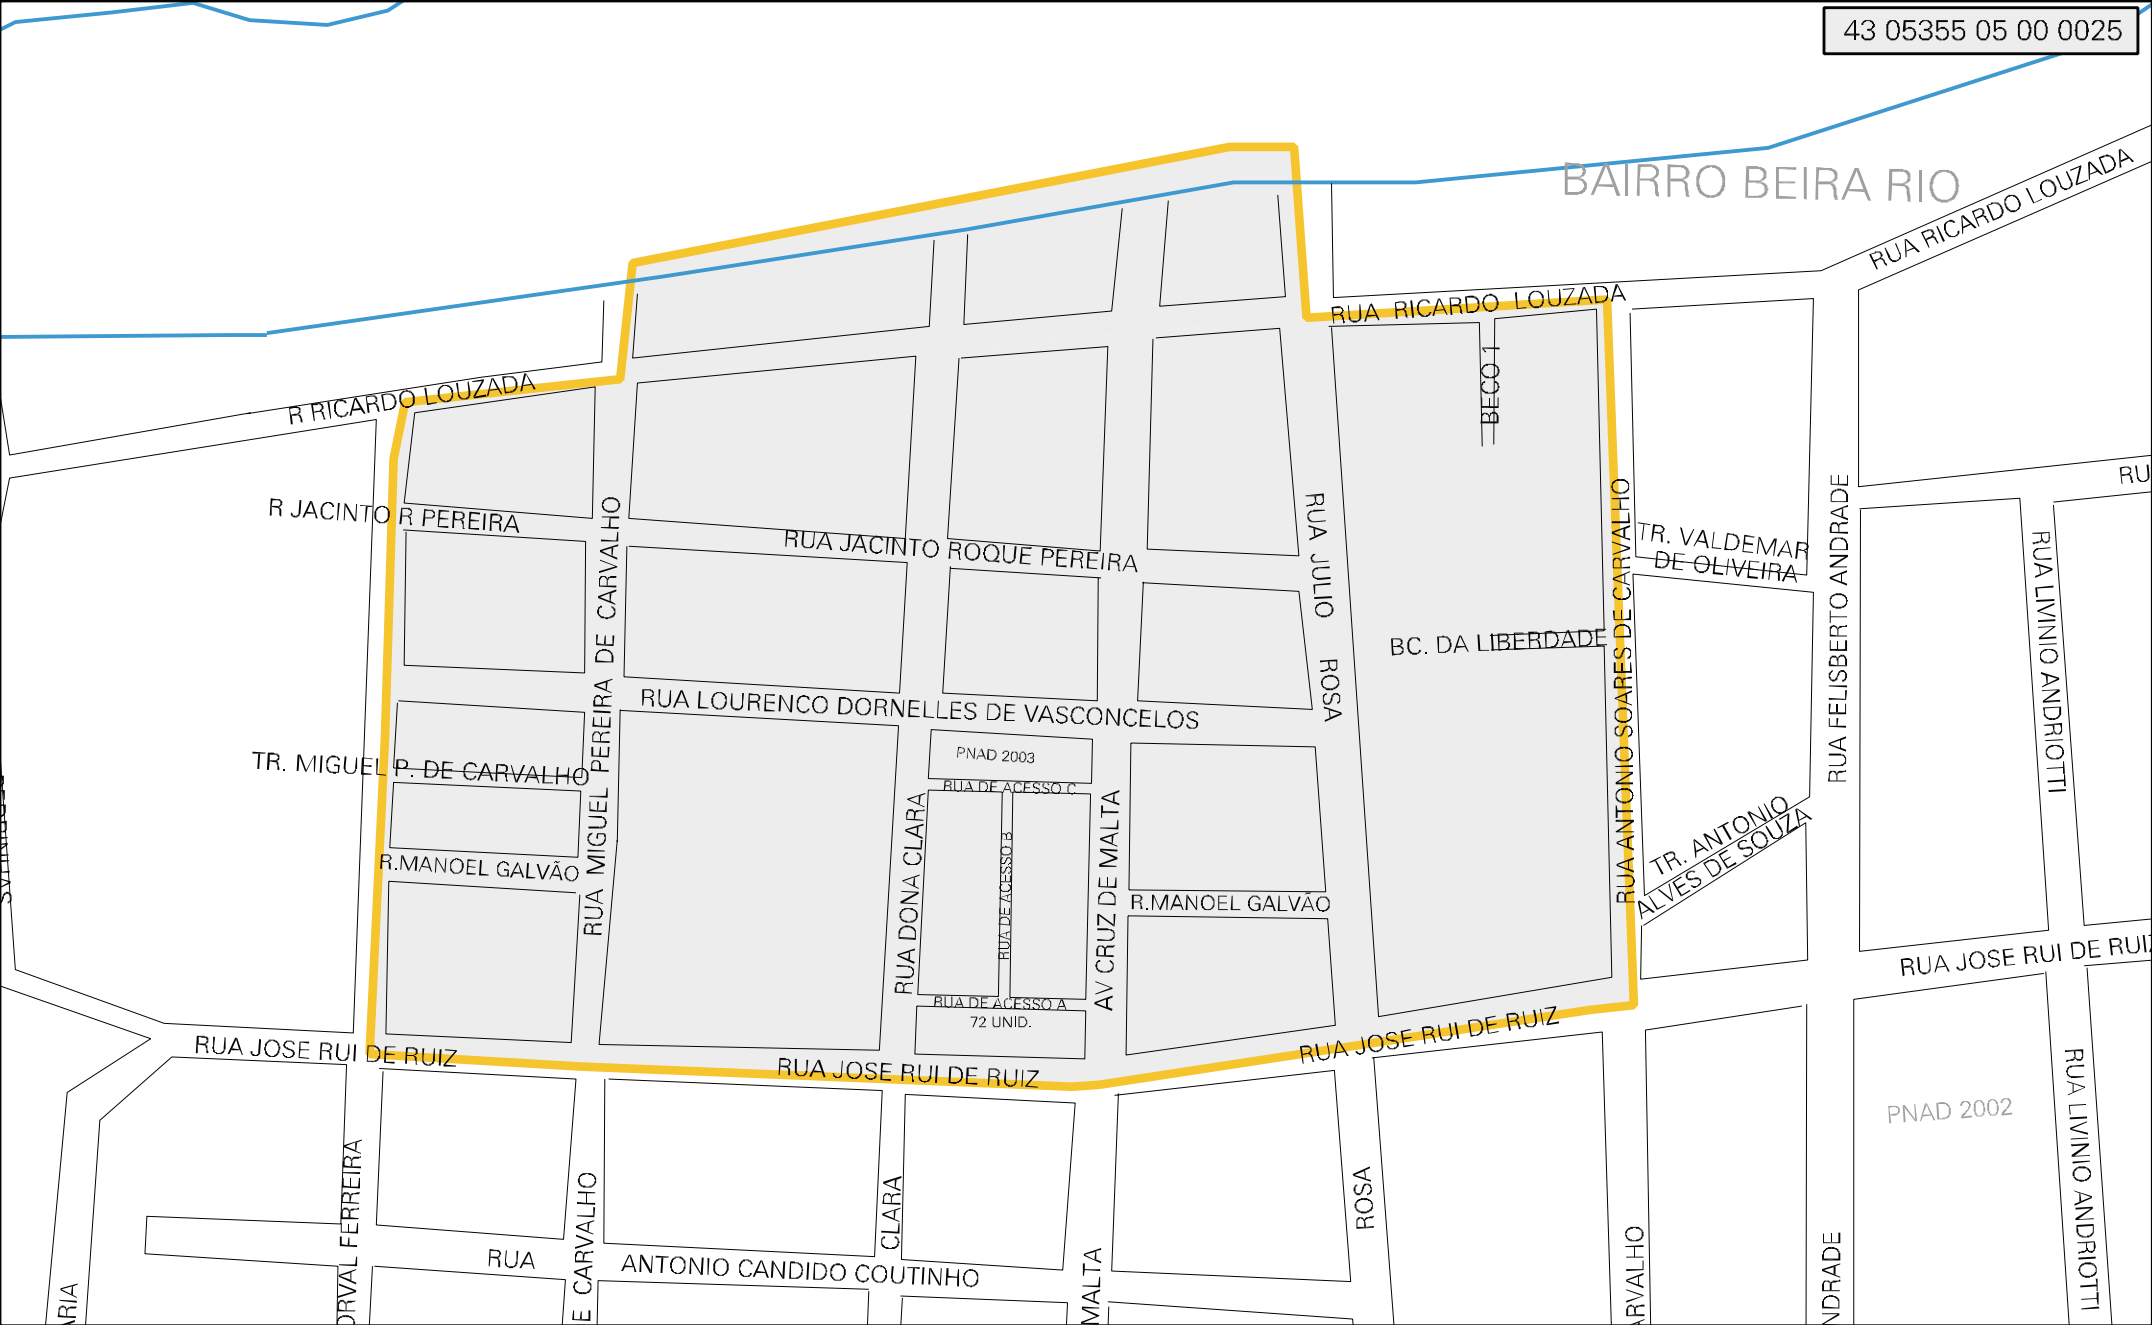 43 05355 05 00 0025
BAIRRO BEIRA RIO
RUA RICARDO LOUZADA
RUA RICARDO LOUZADA
R RICARDO LOUZADA
BECO 1
R JACINTO R PEREIRA
RUA JACINTO ROQUE PEREIRA
RUA MIGUEL PEREIRA DE CARVALHO
RUA JULIO ROSA
RUA ANTONIO SOARES DE CARVALHO
TR. VALDEMAR
DE OLIVEIRA
RUA FELISBERTO ANDRADE
RUA LIVINIO ANDRIOTTI
RU
BC. DA LIBERDADE
RUA LOURENCO DORNELLES DE VASCONCELOS
PNAD 2003
TR. MIGUEL P. DE CARVALHO
RUA DE ACESSO C
RUA DONA CLARA
RUA DE ACESSO B
AV CRUZ DE MALTA
TR. ANTONIO
ALVES DE SOUZA
R.MANOEL GALVÃO
R.MANOEL GALVÃO
RUA DE ACESSO A
72 UNID.
RUA JOSE RUI DE RUIZ
RUA JOSE RUI DE RUIZ
RUA JOSE RUI DE RUIZ
RUA JOSE RUI DE RUIZ
PNAD 2002
RUA LIVINIO ANDRIOTTI
ORVAL FERREIRA
E CARVALHO
CLARA
MALTA
ROSA
ARVALHO
NDRADE
RUA ANTONIO CANDIDO COUTINHO
ARIA